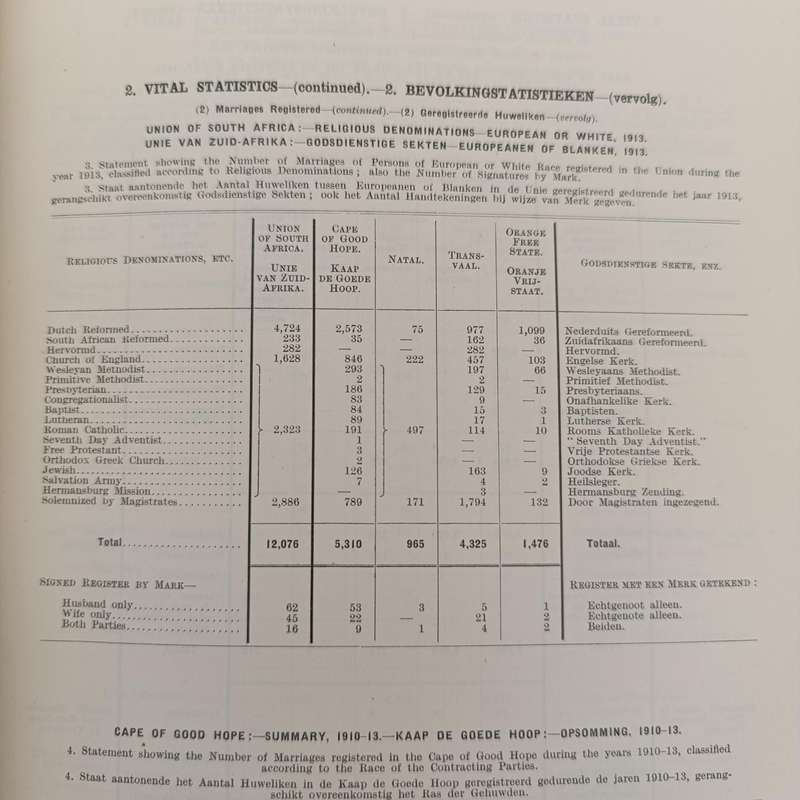 2. VITAL STATISTICS—(continued).—2. BEVOLKINGSTATISTIEKEN—(vervolg).
(2) Marriages Registered—(continued).—(2) Geregistreerde Huweliken—(vervolg).
UNION OF SOUTH AFRICA:—RELIGIOUS DENOMINATIONS—EUROPEAN OR WHITE, 1913.
UNIE VAN ZUID-AFRIKA:—GODSDIENSTIGE SEKTEN—EUROPEANEN OF BLANKEN, 1913.
3. Statement showing the Number of Marriages of Persons of European or White Race registered in the Union during the
year 1913, classified according to Religious Denominations; also the Number of Signatures by Mark.
3. Staat aantonende het Aantal Huweliken tussen Europeanen of Blanken in de Unie geregistreerd gedurende het jaar 1913,
gerangschikt overeenkomstig Godsdienstige Sekten; ook het Aantal Handtekeningen bij wijze van Merk gegeven.
RELIGIOUS DENOMINATIONS, ETC. UNION OF SOUTH AFRICA. UNIE VAN ZUID-AFRIKA. CAPE OF GOOD HOPE. KAAP DE GOEDE HOOP. NATAL. TRANS-VAAL. ORANGE FREE STATE. ORANJE VRIJ-STAAT. GODSDIENSTIGE SEKTE, ENZ.
Dutch Reformed 4,724 2,573 75 977 1,099 Nederduits Gereformeerd.
South African Reformed 233 35 — 162 36 Zuidafrikaans Gereformeerd.
Hervormd 282 — — 282 — Hervormd.
Church of England 1,628 846 222 457 103 Engelse Kerk.
Wesleyan Methodist 293 197 66 Wesleyaans Methodist.
Primitive Methodist 2 2 — Primitief Methodist.
Presbyterian 186 129 15 Presbyteriaans.
Congregationalist 83 9 — Onafhankelike Kerk.
Baptist 84 15 3 Baptisten.
Lutheran 89 17 1 Lutherse Kerk.
Roman Catholic 2,323 191 497 114 10 Rooms Katholieke Kerk.
Seventh Day Adventist 1 — — "Seventh Day Adventist."
Free Protestant 3 — — Vrije Protestantse Kerk.
Orthodox Greek Church 2 — — Orthodokse Griekse Kerk.
Jewish 126 163 9 Joodse Kerk.
Salvation Army 7 4 2 Heilsleger.
Hermansburg Mission — 3 — Hermansburg Zending.
Solemnized by Magistrates 2,886 789 171 1,794 132 Door Magistraten ingezegend.
Total 12,076 5,310 965 4,325 1,476 Totaal.
SIGNED REGISTER BY MARK— REGISTER MET EEN MERK GETEKEND:
Husband only 62 53 3 5 1 Echtgenoot alleen.
Wife only 45 22 — 21 2 Echtgenote alleen.
Both Parties 16 9 1 4 2 Beiden.
CAPE OF GOOD HOPE:—SUMMARY, 1910-13.—KAAP DE GOEDE HOOP:—OPSOMMING, 1910-13.
4. Statement showing the Number of Marriages registered in the Cape of Good Hope during the years 1910-13, classified
according to the Race of the Contracting Parties.
4. Staat aantonende het Aantal Huweliken in de Kaap de Goede Hoop geregistreerd gedurende de jaren 1910-13, gerang-
schikt overeenkomstig het Ras der Gehuwden.